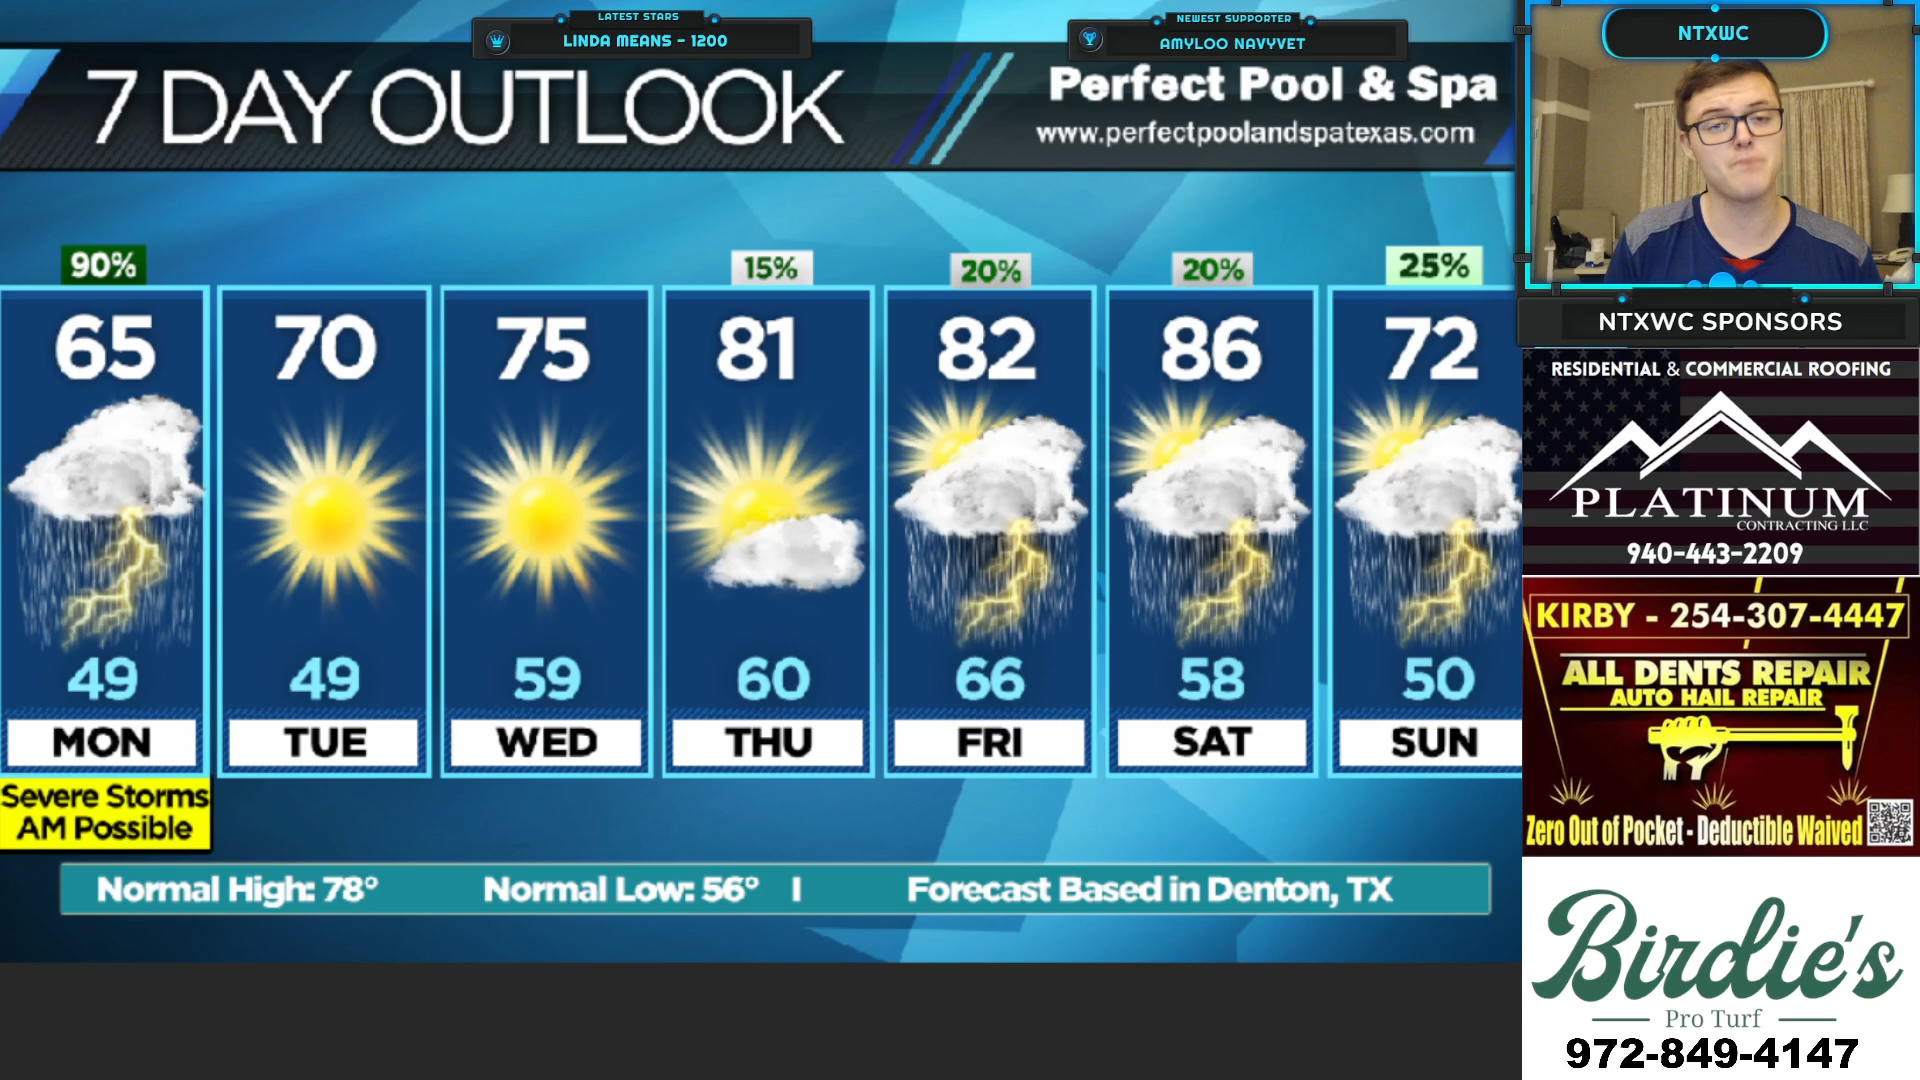 LATEST STARS
LINDA MEANS - 1200
NEWEST SUPPORTER
AMYLOO NAVYVET
NTXWC
7 DAY OUTLOOK
Perfect Pool & Spa
www.perfectpoolandspatexas.com
90% 15% 20% 20% 25%
65 70 75 81 82 86 72
49 49 59 60 66 58 50
MON TUE WED THU FRI SAT SUN
Severe Storms
AM Possible
Normal High: 78° Normal Low: 56° | Forecast Based in Denton, TX
NTXWC SPONSORS
RESIDENTIAL & COMMERCIAL ROOFING
PLATINUM
CONTRACTING LLC
940-443-2209
KIRBY - 254-307-4447
ALL DENTS REPAIR
AUTO HAIL REPAIR
Zero Out of Pocket - Deductible Waived
Birdie's
Pro Turf
972-849-4147